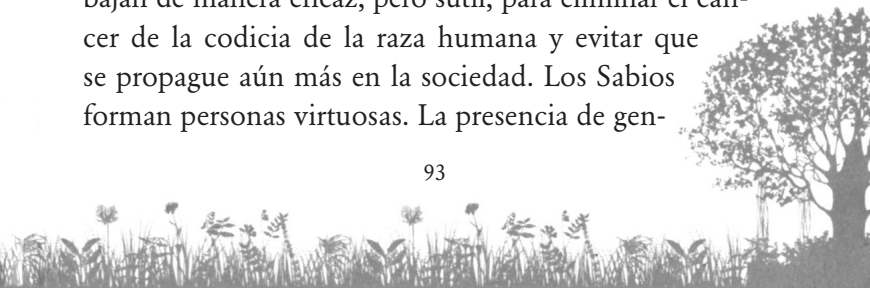 bajan de manera eficaz, pero sutil, para eliminar el cán-
cer de la codicia de la raza humana y evitar que
se propague aún más en la sociedad. Los Sabios
forman personas virtuosas. La presencia de gen-
93